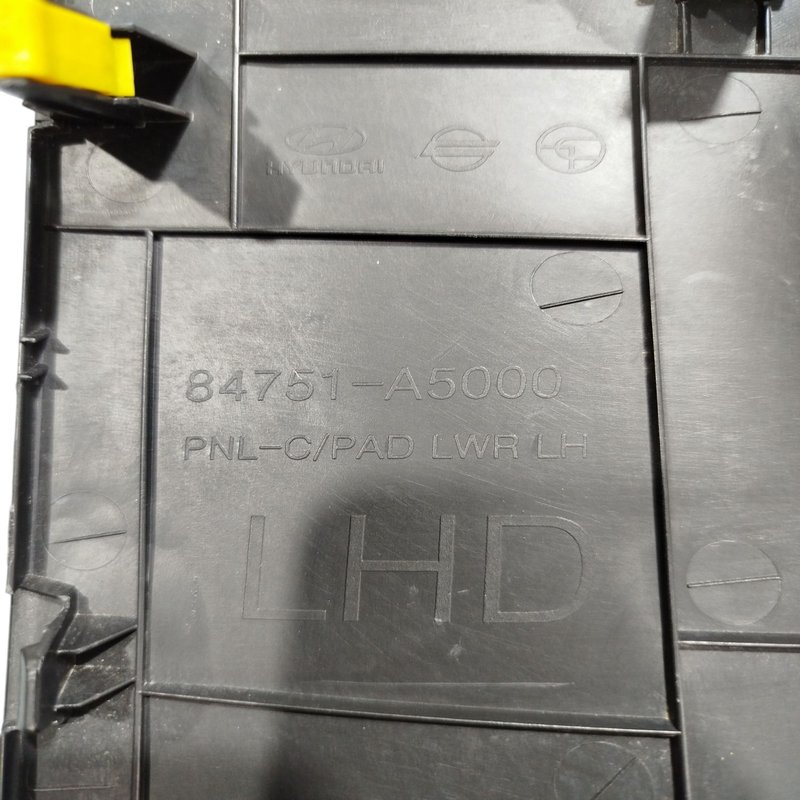 HYUNDAI
84751-A5000
PNL-C/PAD LWR LH
LHD